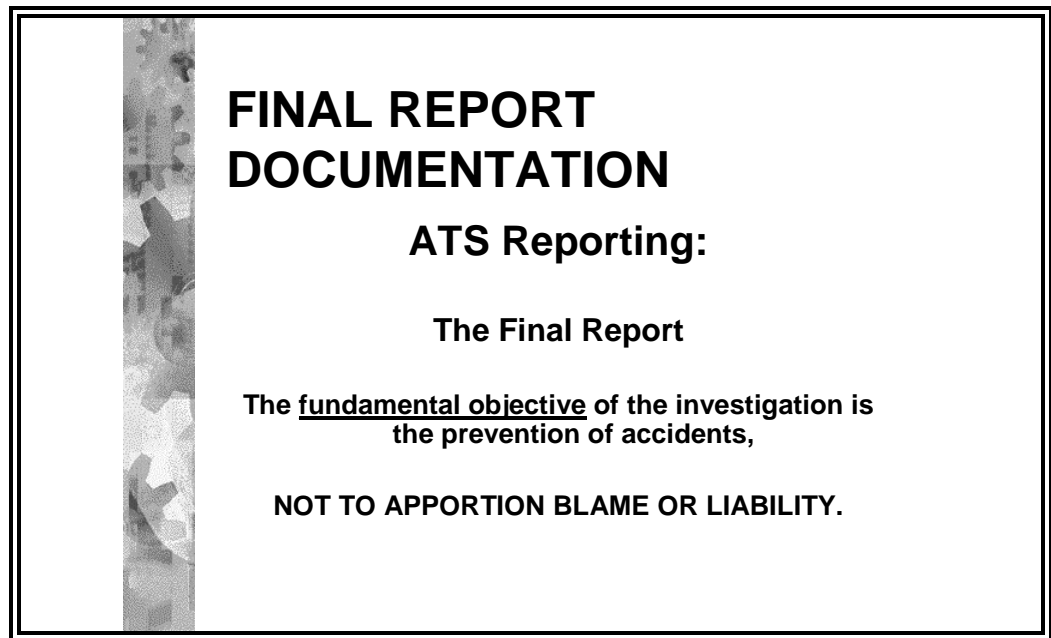 FINAL REPORT
DOCUMENTATION
ATS Reporting:
The Final Report
The fundamental objective of the investigation is
the prevention of accidents,
NOT TO APPORTION BLAME OR LIABILITY.